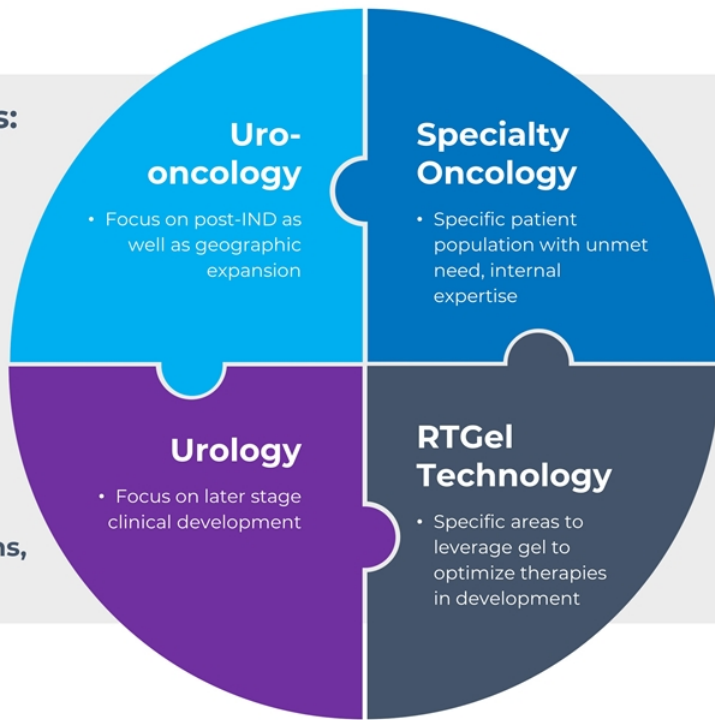 s:
Uro-
oncology
• Focus on post-IND as
well as geographic
expansion
Specialty
Oncology
• Specific patient
population with unmet
need, internal
expertise
Urology
• Focus on later stage
clinical development
RTGel
Technology
• Specific areas to
leverage gel to
optimize therapies
in development
ns,